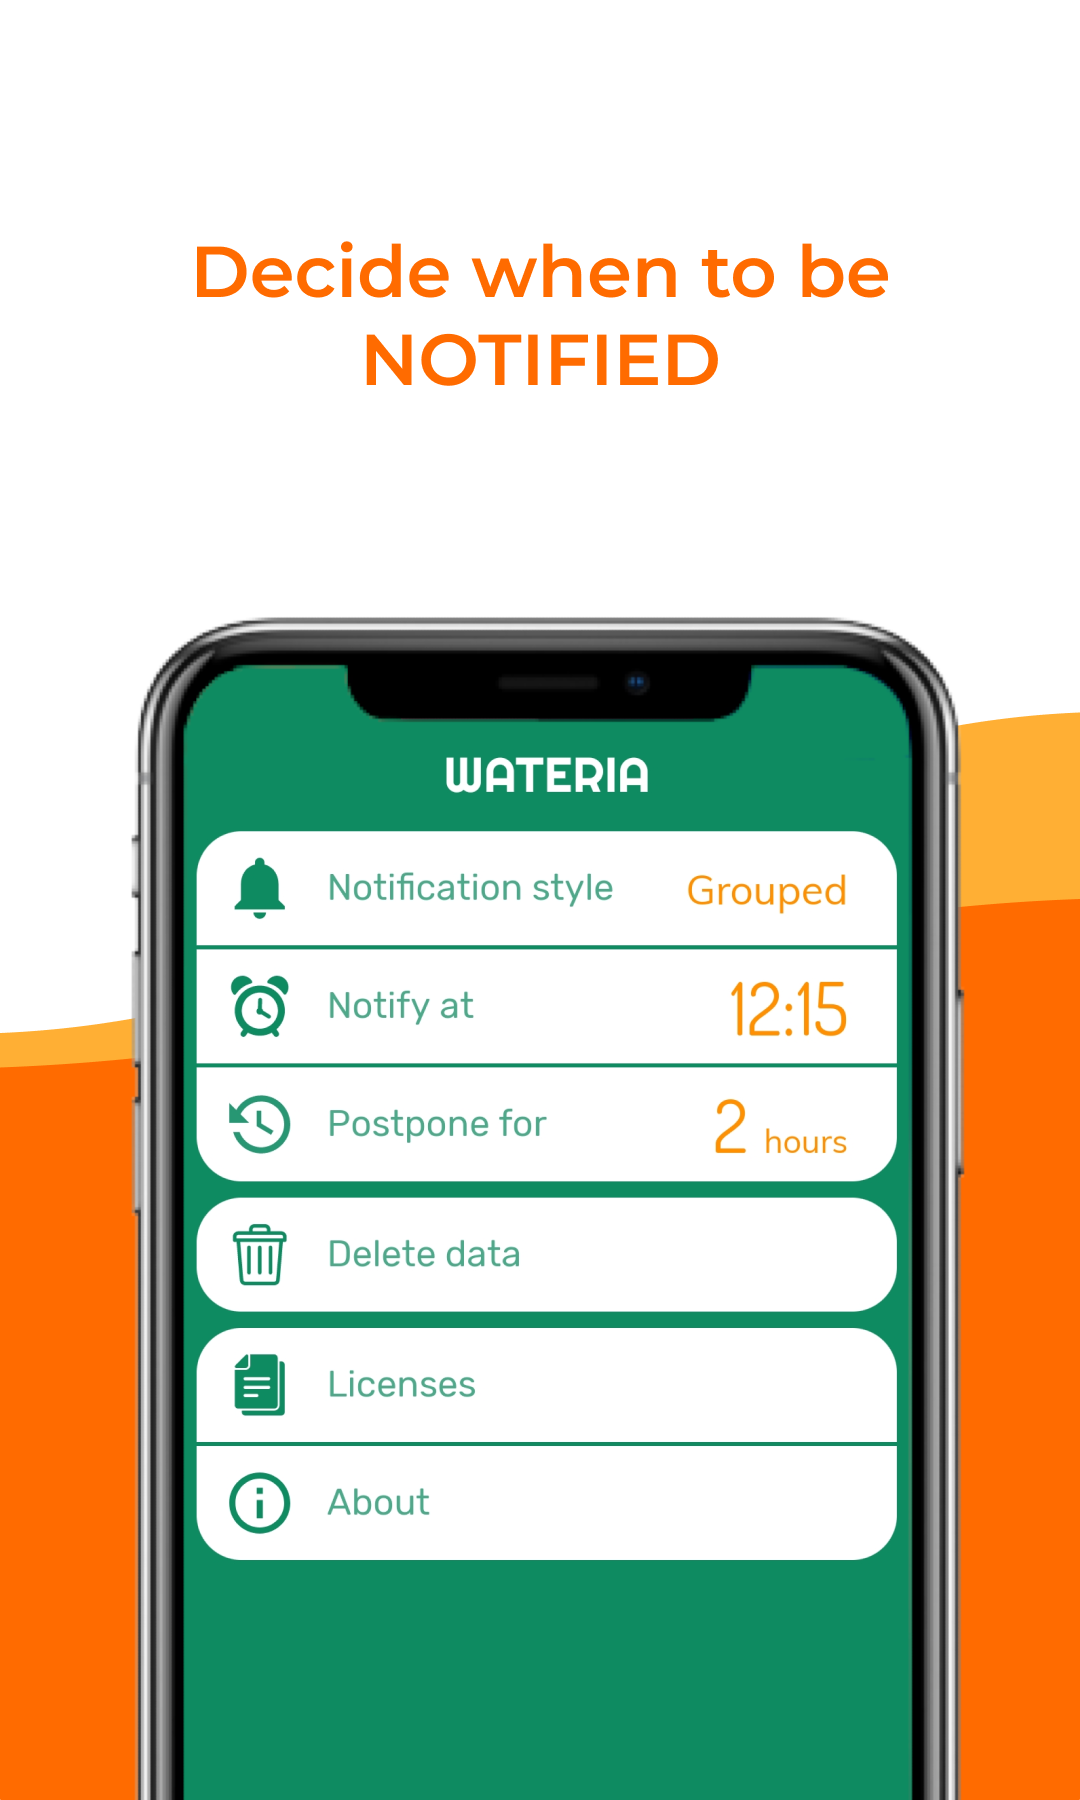 Decide when to be
NOTIFIED
WATERIA
Notification style Grouped
Notify at 12:15
Postpone for 2 hours
Delete data
Licenses
About